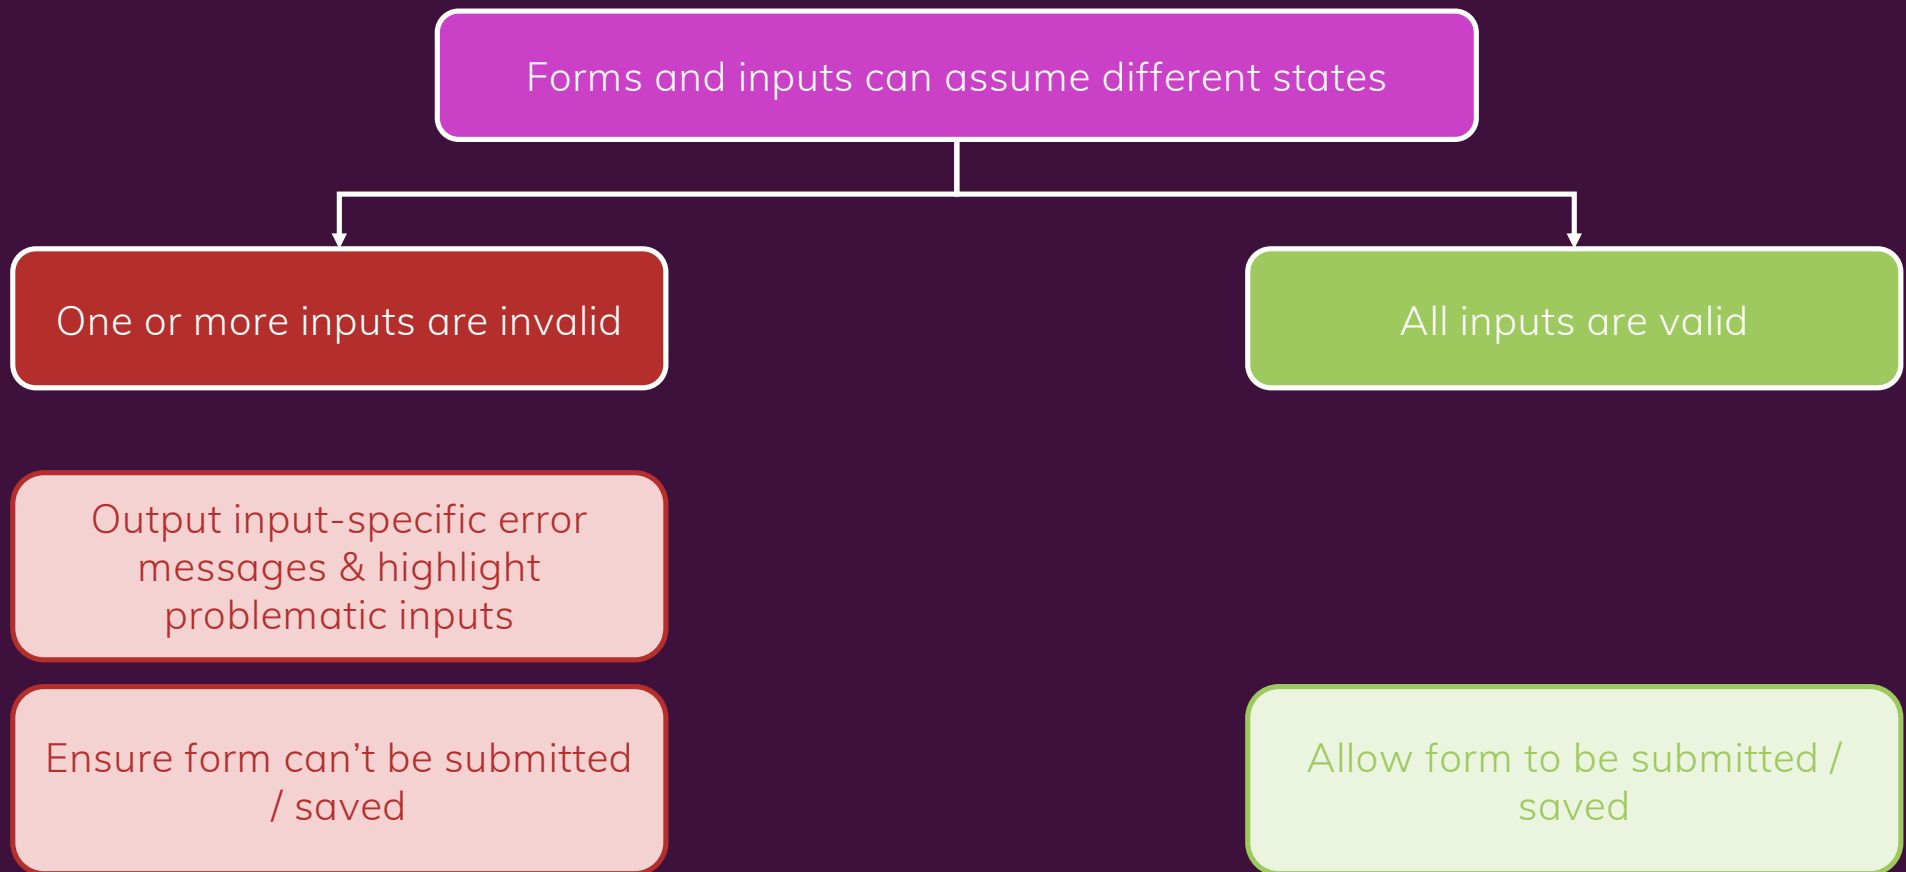 Forms and inputs can assume different states
One or more inputs are invalid
All inputs are valid
Output input-specific error
messages & highlight
problematic inputs
Ensure form can’t be submitted
/ saved
Allow form to be submitted /
saved